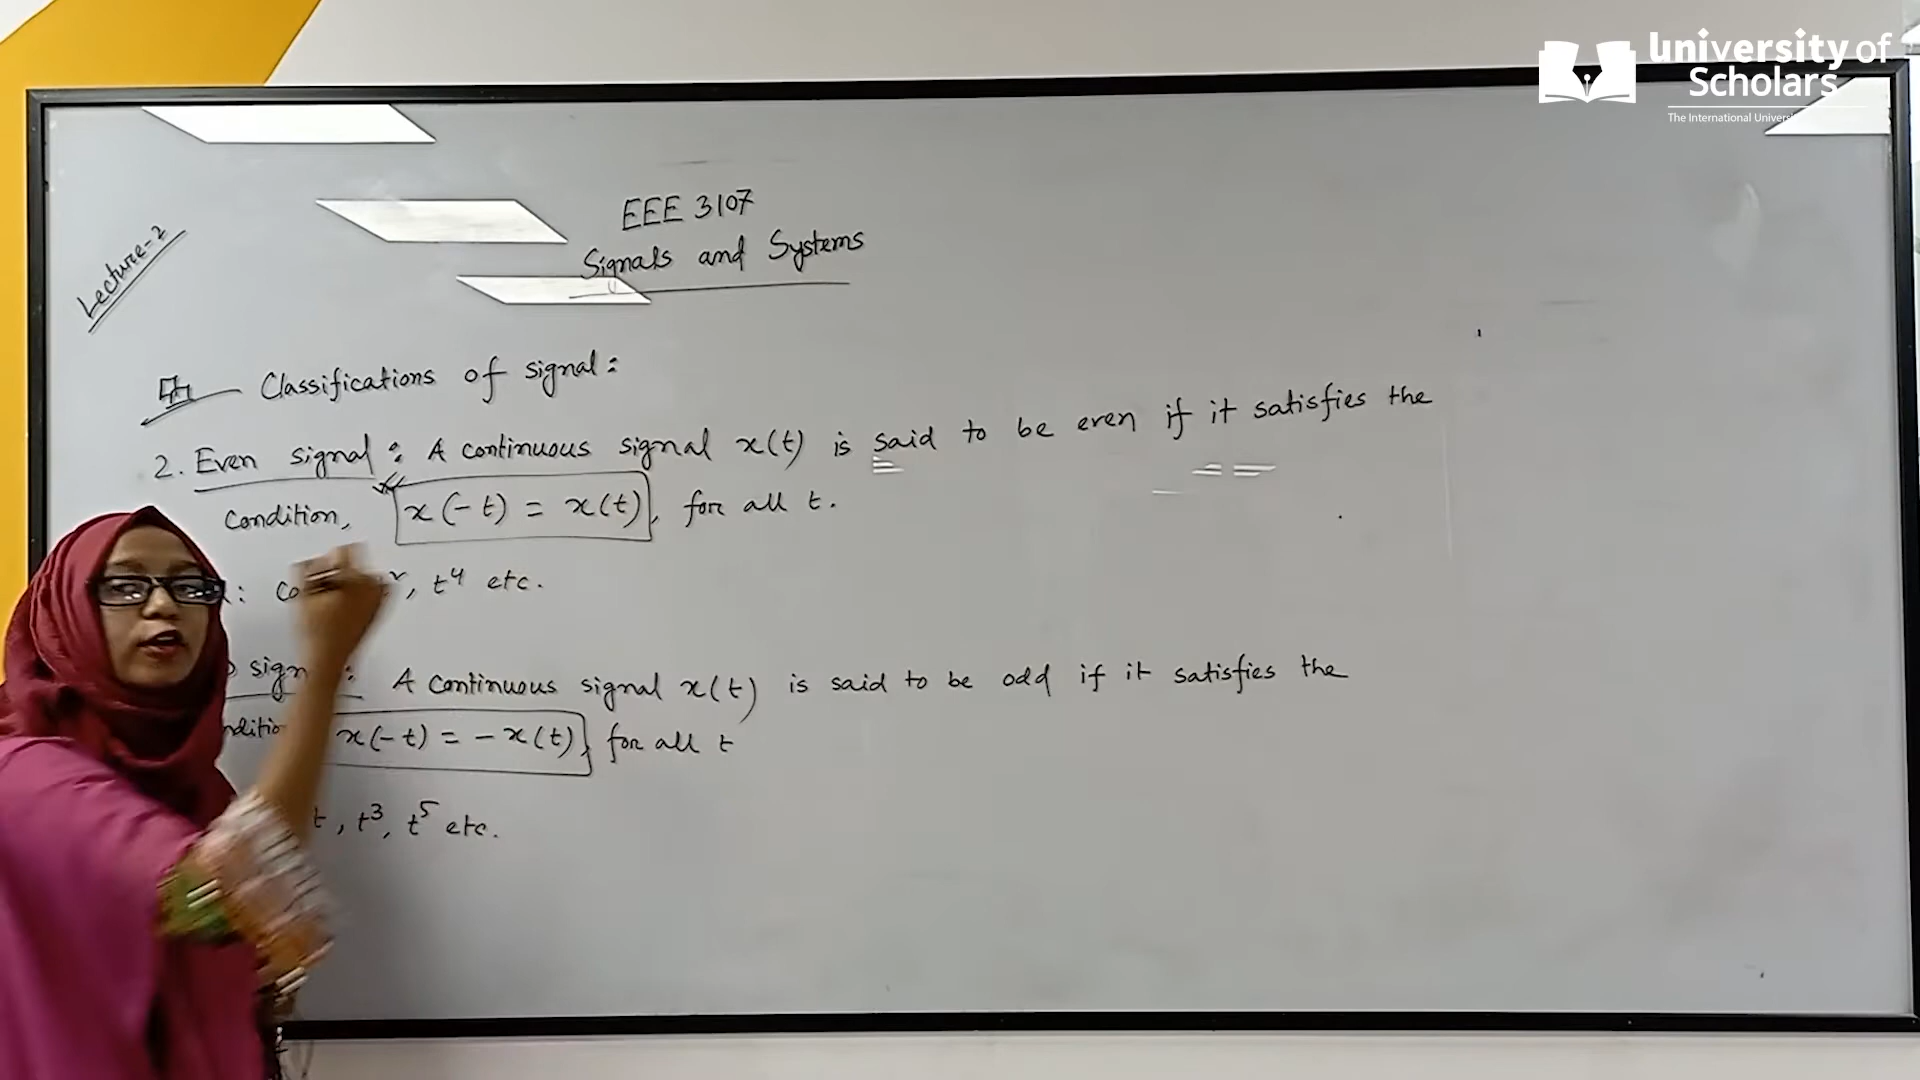 University of
Scholars
The International
Lecture-2
EEE 3107
Signals and Systems
Classifications of signal:
2. Even signal: A continuous signal x(t) is said to be even if it satisfies the
Condition, x(-t) = x(t), for all t.
: t⁴ etc.
: A continuous signal x(t) is said to be odd if it satisfies the
x(-t) = -x(t), for all t
t, t³, t⁵ etc.